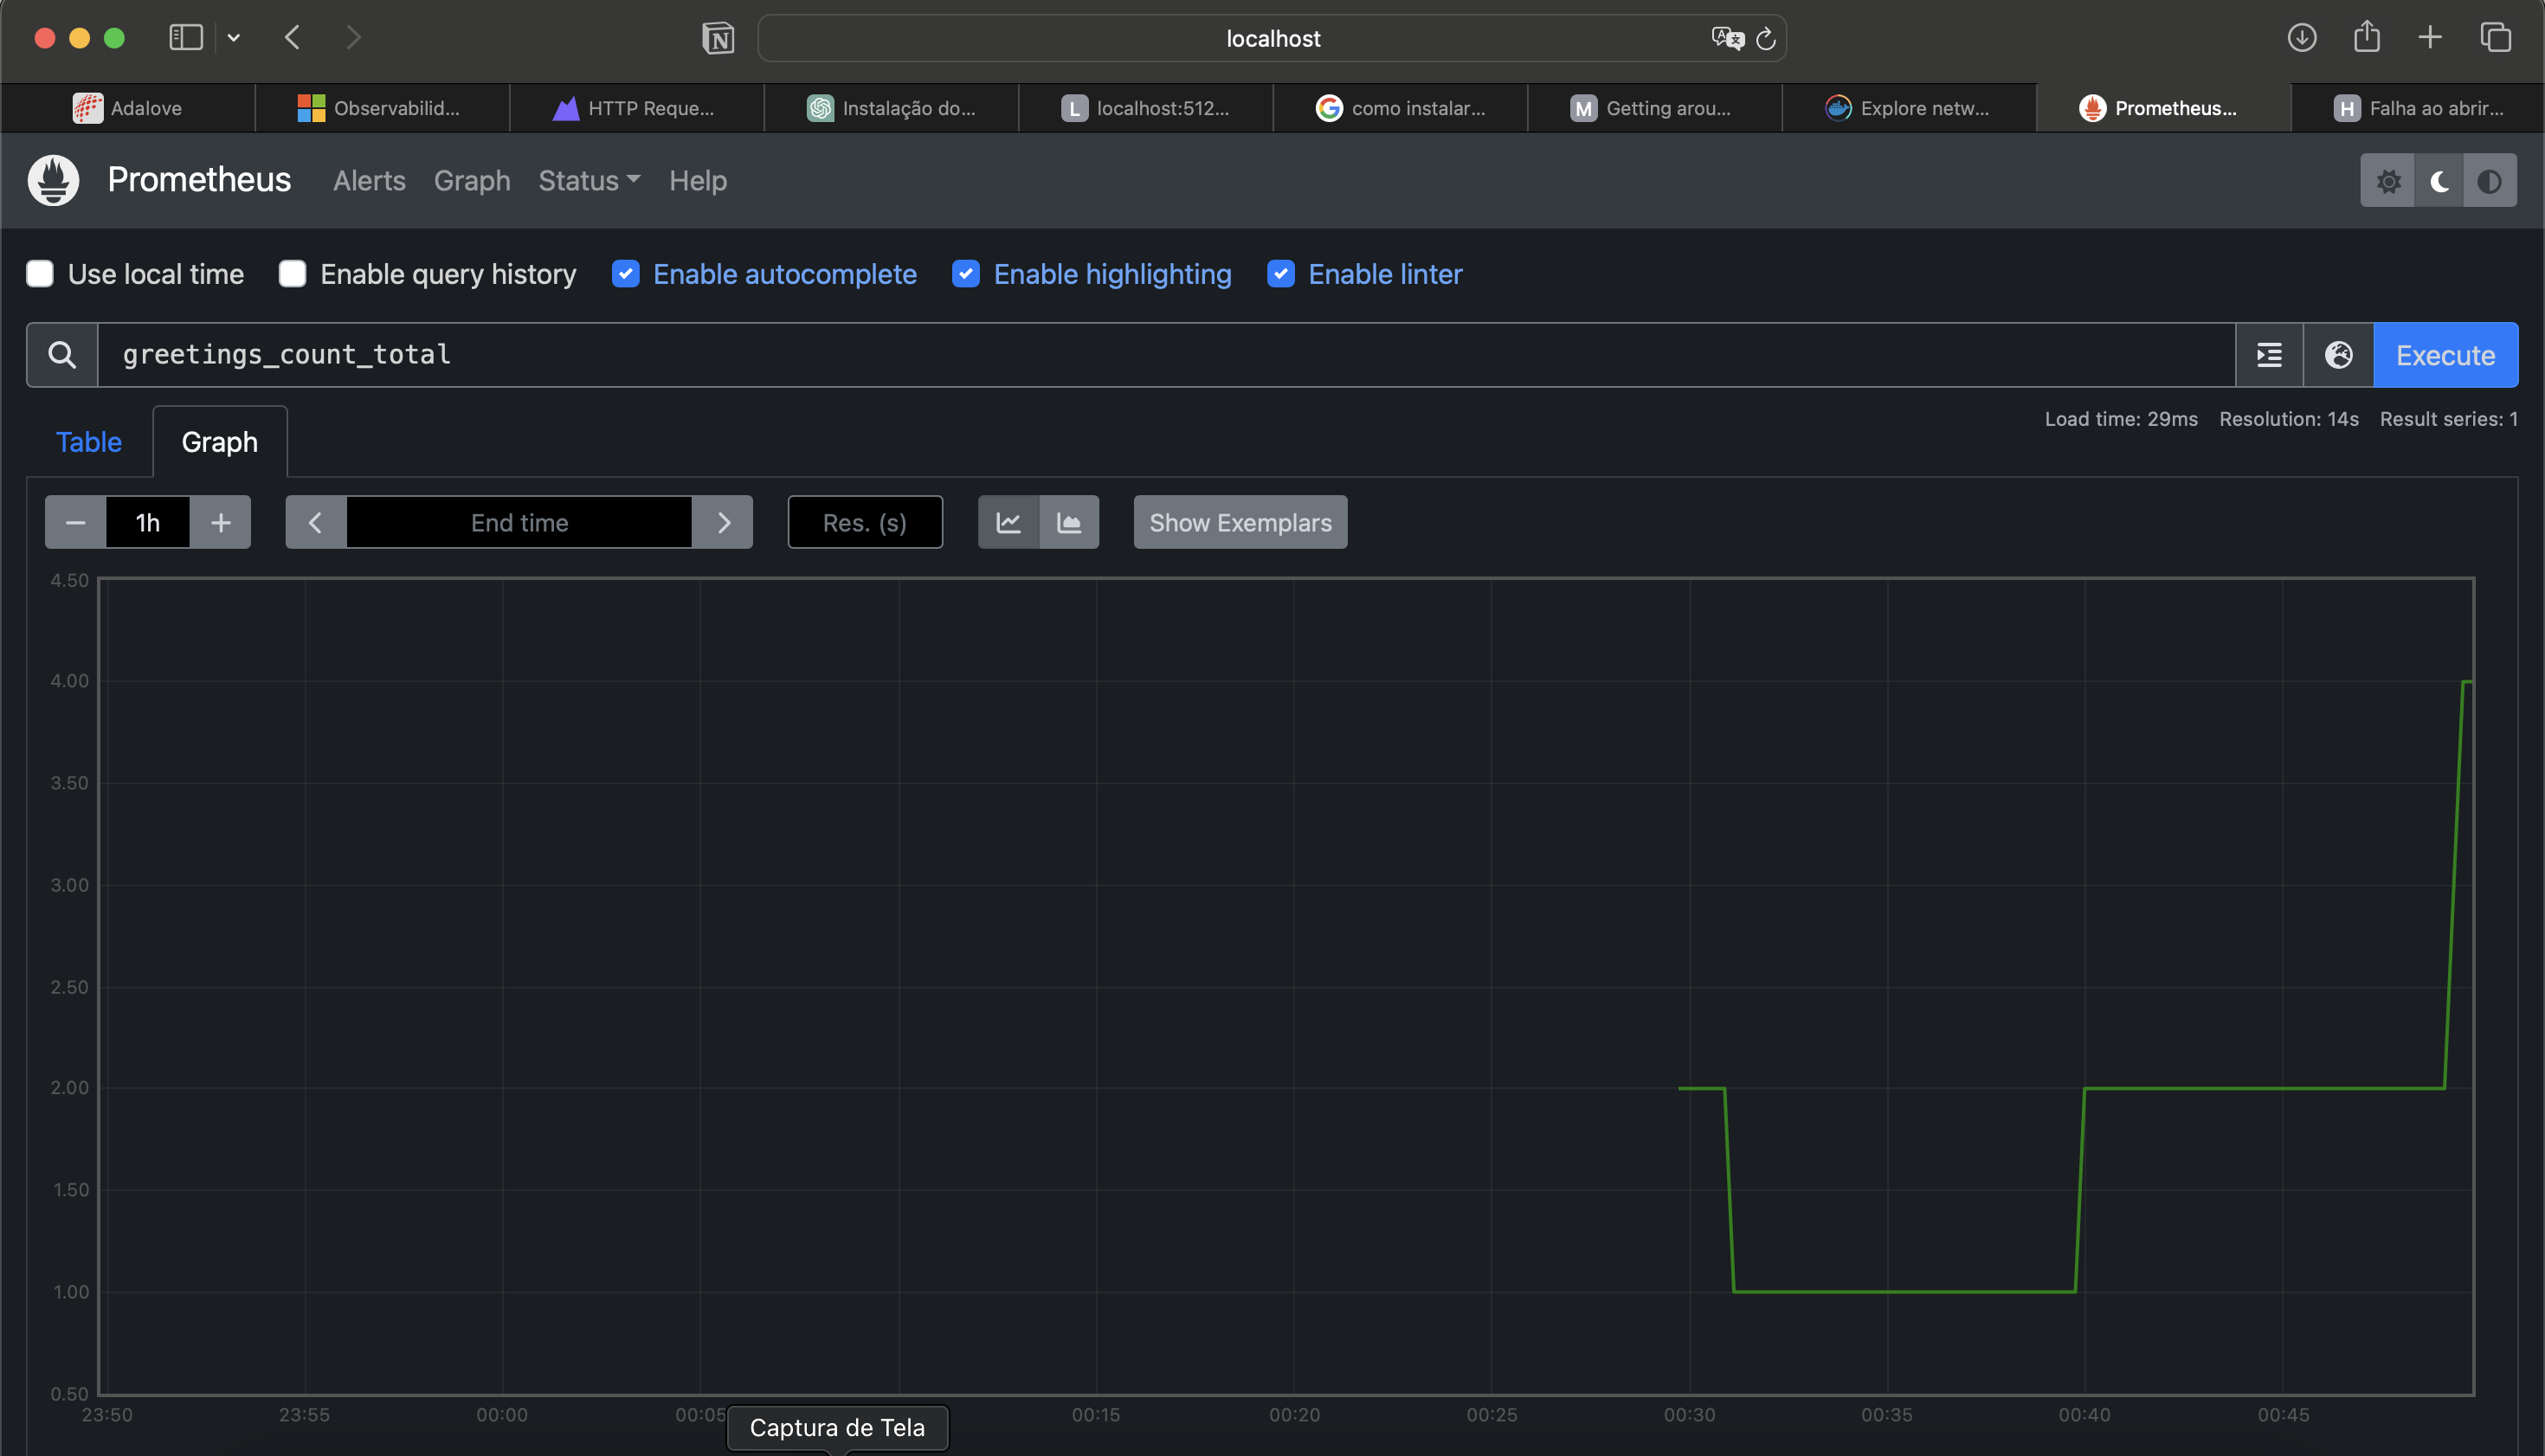 localhost
Adalove
Observabilid...
HTTP Reque...
Instalação do...
L localhost:512...
como instalar...
M Getting arou...
Explore netw...
Prometheus...
H Falha ao abrir...
Prometheus Alerts Graph Status Help
Use local time Enable query history Enable autocomplete Enable highlighting Enable linter
greetings_count_total
Execute
Load time: 29ms Resolution: 14s Result series: 1
Table Graph
− 1h + End time Res. (s) Show Exemplars
4.50
4.00
3.50
3.00
2.50
2.00
1.50
1.00
0.50
23:50 23:55 00:00 00:05 00:15 00:20 00:25 00:30 00:35 00:40 00:45
Captura de Tela